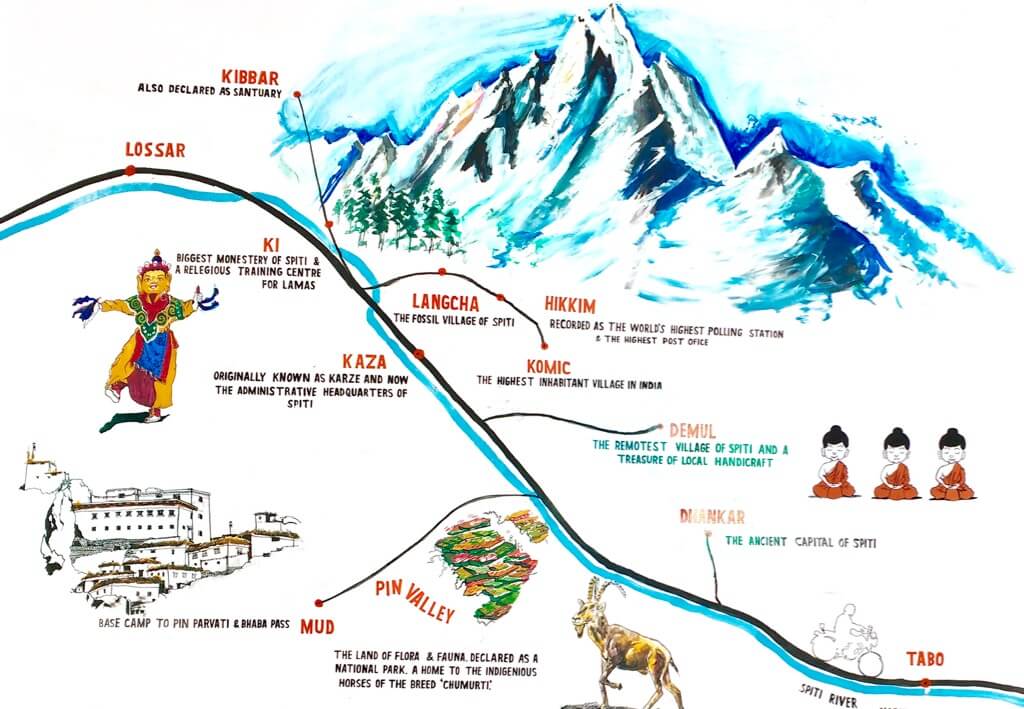 KIBBAR
ALSO DECLARED AS SANTUARY
LOSSAR
KI
BIGGEST MONESTERY OF SPITI &
A RELEGIOUS TRAINING CENTRE
FOR LAMAS
LANGCHA
THE FOSSIL VILLAGE OF SPITI
HIKKIM
RECORDED AS THE WORLD'S HIGHEST POLLING STATION
& THE HIGHEST POST OFICE
KAZA
ORIGINALLY KNOWN AS KARZE AND NOW
THE ADMINISTRATIVE HEADQUARTERS OF
SPITI
KOMIC
THE HIGHEST INHABITANT VILLAGE IN INDIA
DEMUL
THE REMOTEST VILLAGE OF SPITI AND A
TREASURE OF LOCAL HANDICRAFT
DHANKAR
THE ANCIENT CAPITAL OF SPITI
PIN VALLEY
BASE CAMP TO PIN PARVATI & BHABA PASS
MUD
THE LAND OF FLORA & FAUNA. DECLARED AS A
NATIONAL PARK. A HOME TO THE INDIGENIOUS
HORSES OF THE BREED 'CHUMURTI.'
TABO
SPITI RIVER